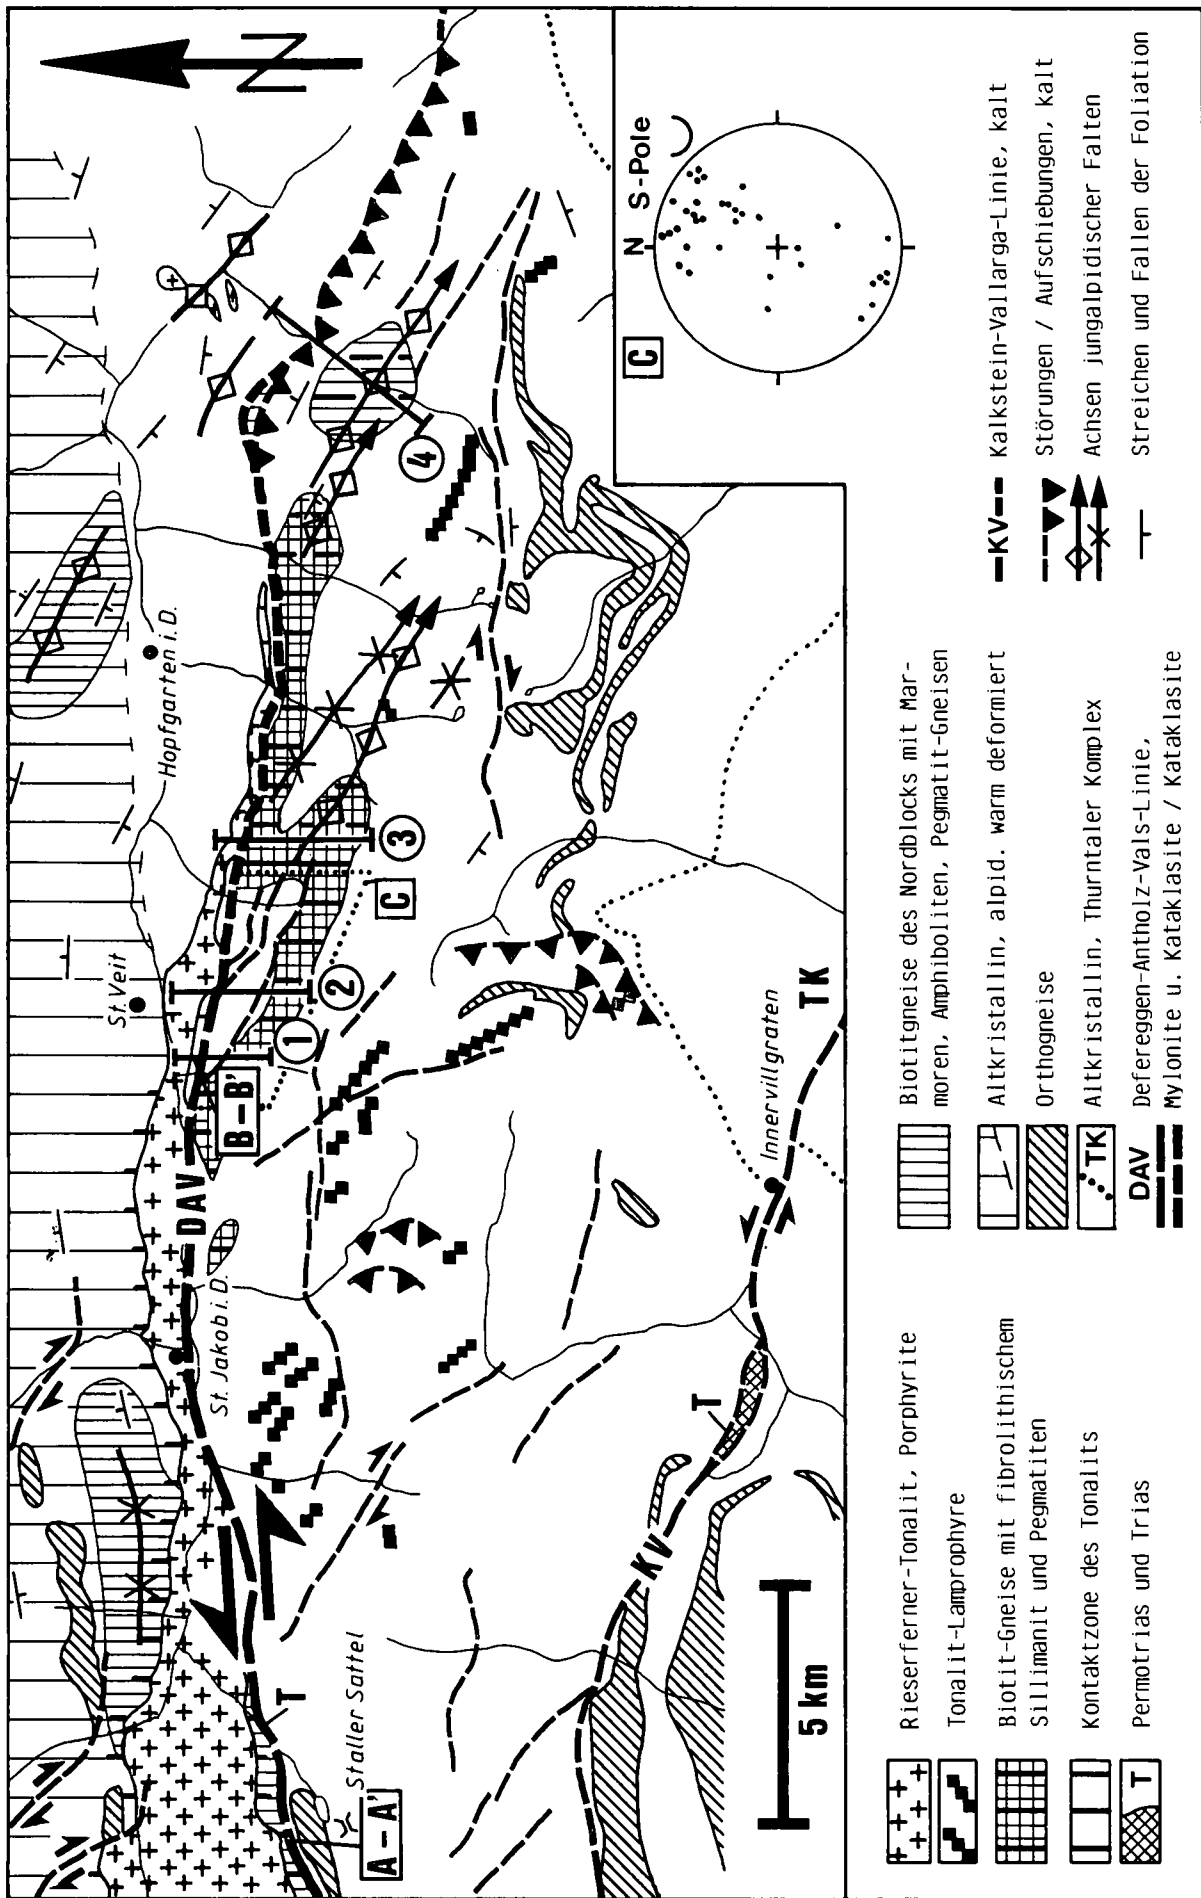 N
St. Veit
Hopfgarten i. D.
DAV
St. Jakob i. D.
B – B'
1
2
3
4
C
T
Staller Sattel
A – A'
KV
T
Innervillgraten
TK
5 km
C
N
S-Pole
Rieserferner-Tonalit, Porphyrite
Tonalit-Lamprophyre
Biotit-Gneise mit fibrolithischem
Sillimanit und Pegmatiten
Kontaktzone des Tonalits
T
Permotrias und Trias
Biotitgneise des Nordblocks mit Mar-
moren, Amphiboliten, Pegmatit-Gneisen
Altkristallin, alpid. warm deformiert
Orthogneise
TK
Altkristallin, Thurntaler Komplex
DAV
Defereggen-Antholz-Vals-Linie,
Mylonite u. Kataklasite / Kataklasite
KV
Kalkstein-Vallarga-Linie, kalt
Störungen / Aufschiebungen, kalt
Achsen jungalpidischer Falten
Streichen und Fallen der Foliation